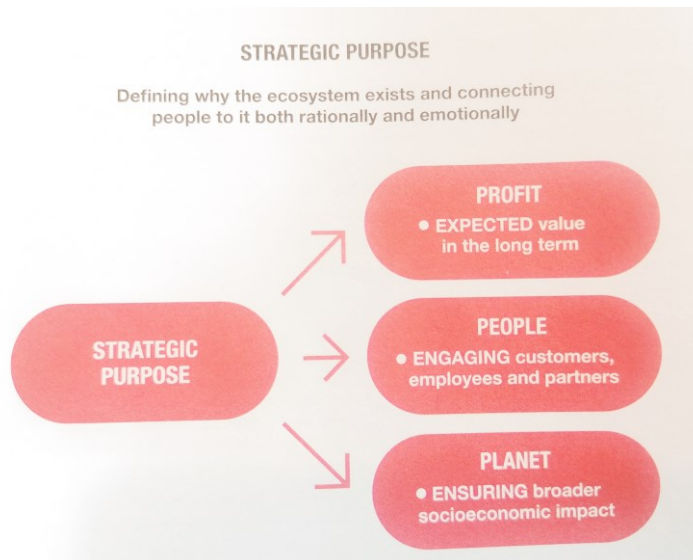 STRATEGIC PURPOSE
Defining why the ecosystem exists and connecting
people to it both rationally and emotionally
PROFIT
• EXPECTED value
in the long term
STRATEGIC
PURPOSE
PEOPLE
• ENGAGING customers,
employees and partners
PLANET
• ENSURING broader
socioeconomic impact